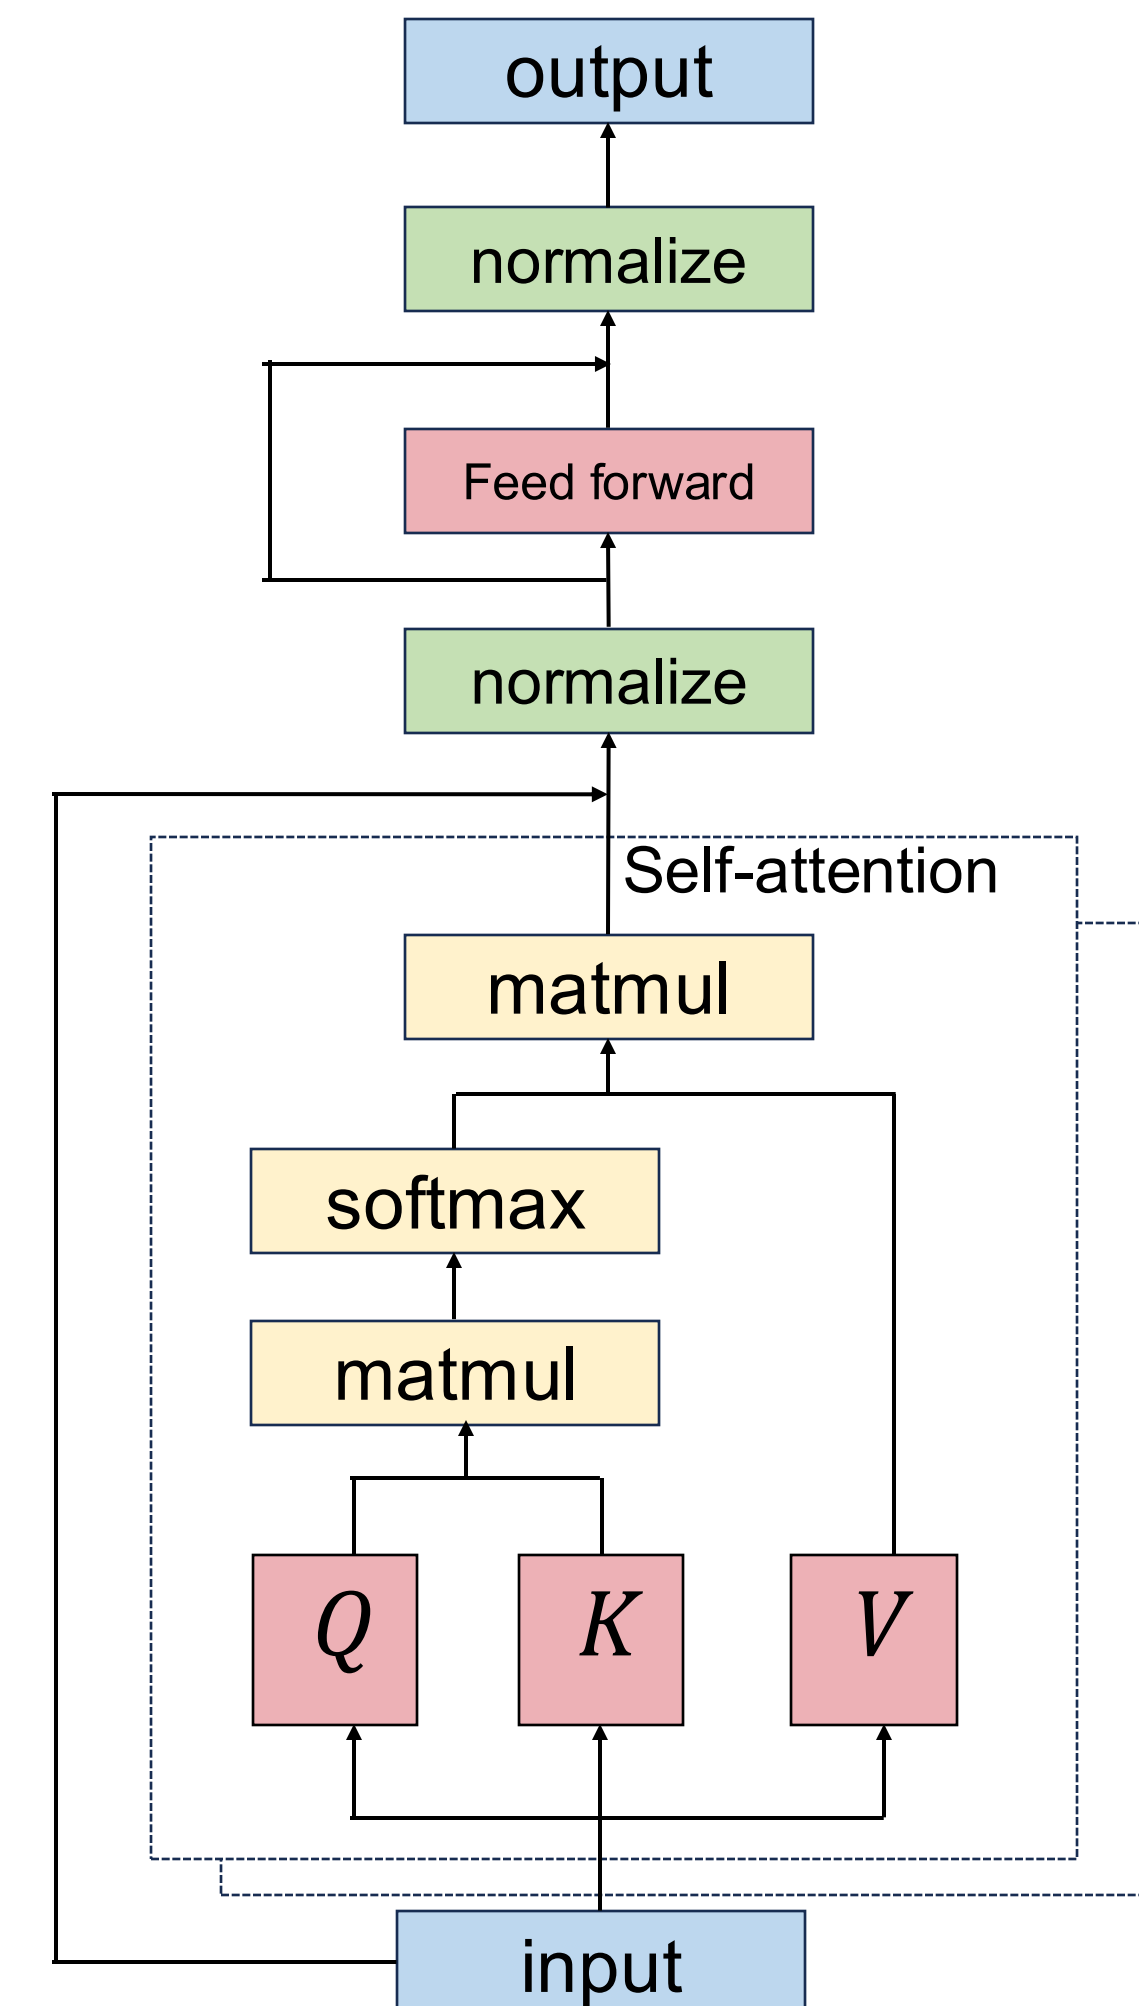 output
normalize
Feed forward
normalize
Self-attention
matmul
softmax
matmul
Q K V
input